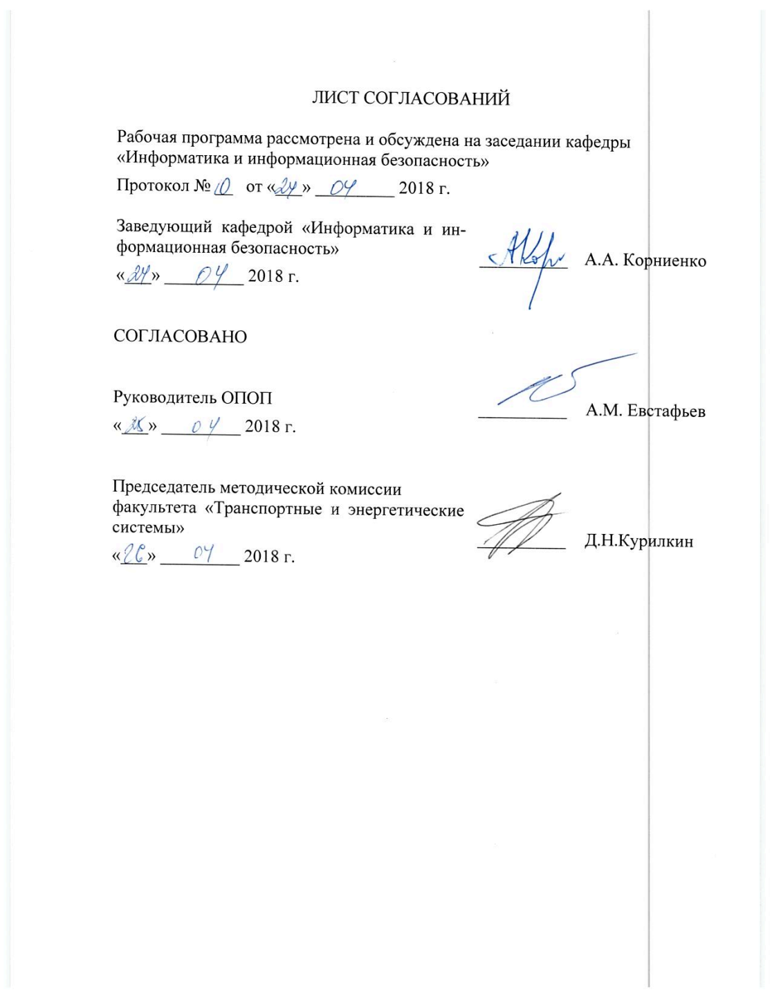 ЛИСТ СОГЛАСОВАНИЙ
Рабочая программа рассмотрена и обсуждена на заседании кафедры
«Информатика и информационная безопасность»
Протокол № 10 от «24» 04 2018 г.
Заведующий кафедрой «Информатика и ин-
формационная безопасность»
А.А. Корниенко
«24» 04 2018 г.
СОГЛАСОВАНО
Руководитель ОПОП
А.М. Евстафьев
«25» 04 2018 г.
Председатель методической комиссии
факультета «Транспортные и энергетические
системы»
Д.Н.Курилкин
«26» 04 2018 г.